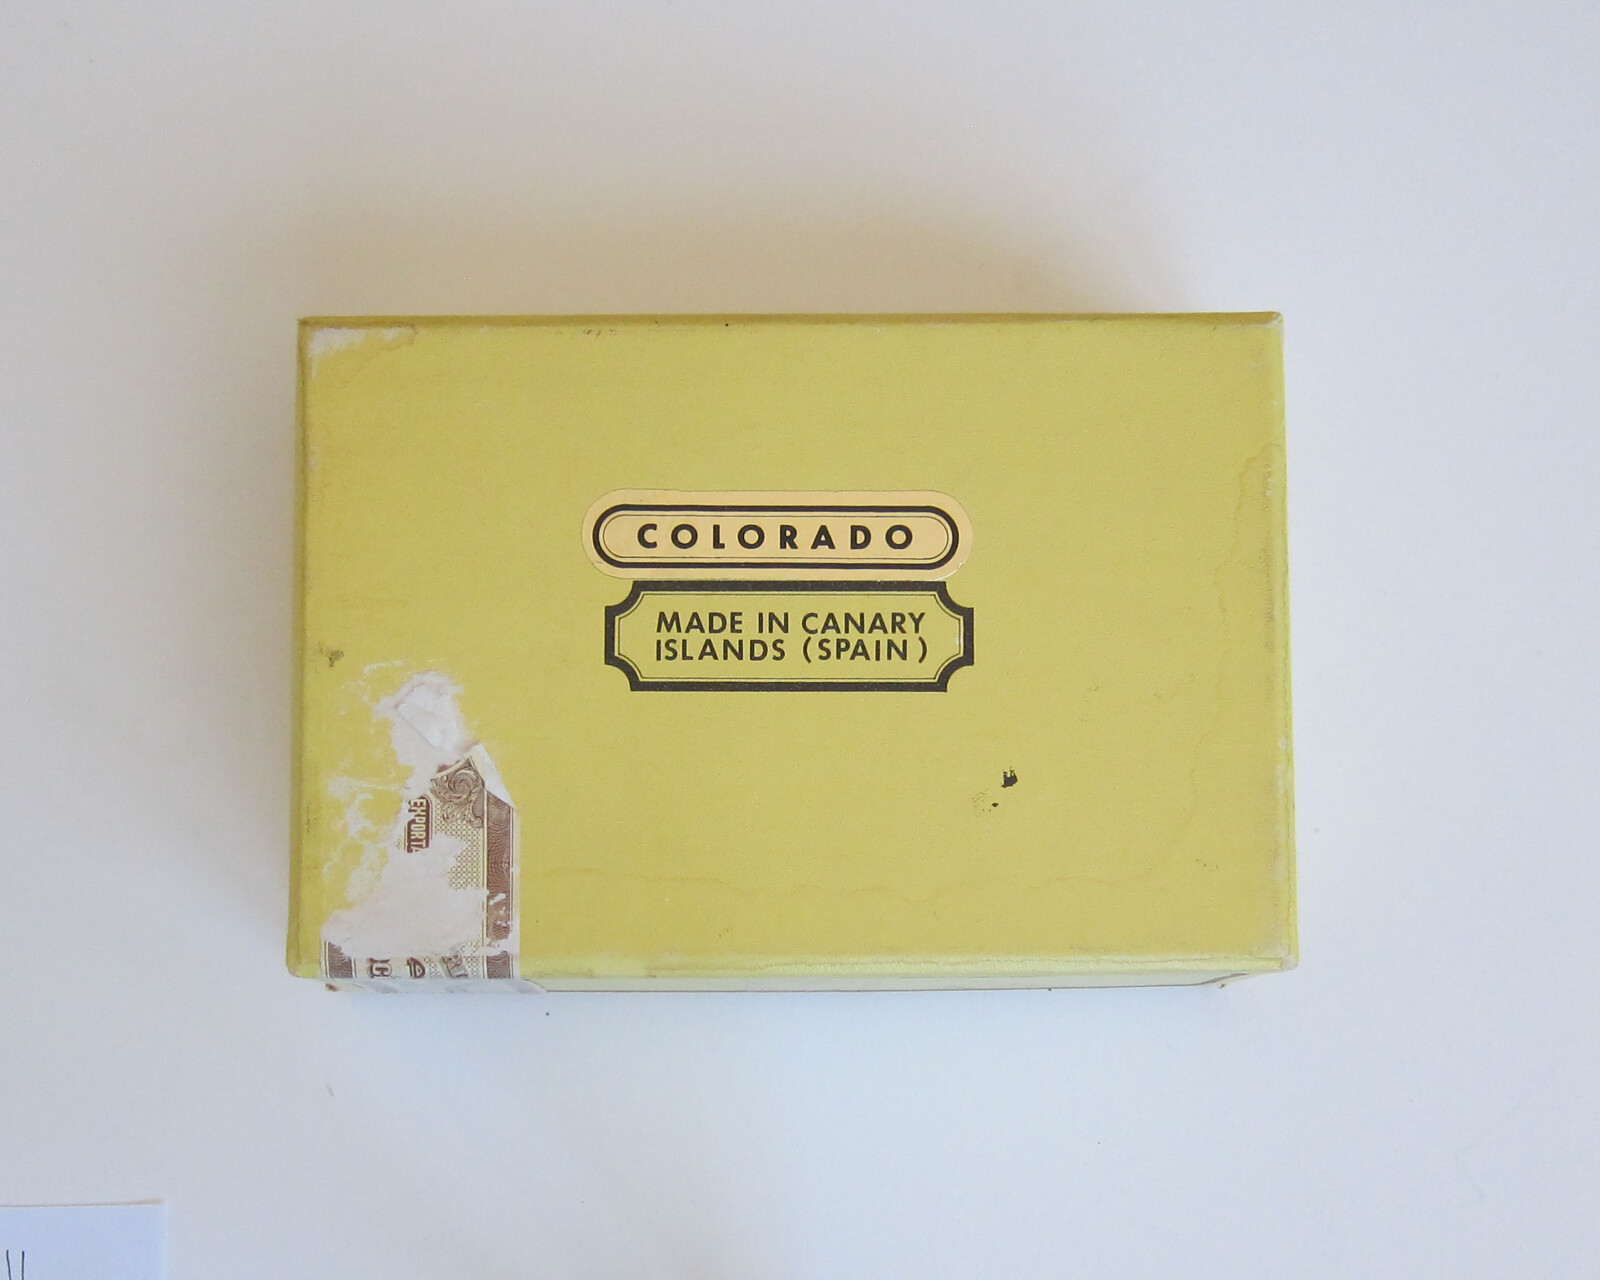 COLORADO
MADE IN CANARY
ISLANDS (SPAIN)